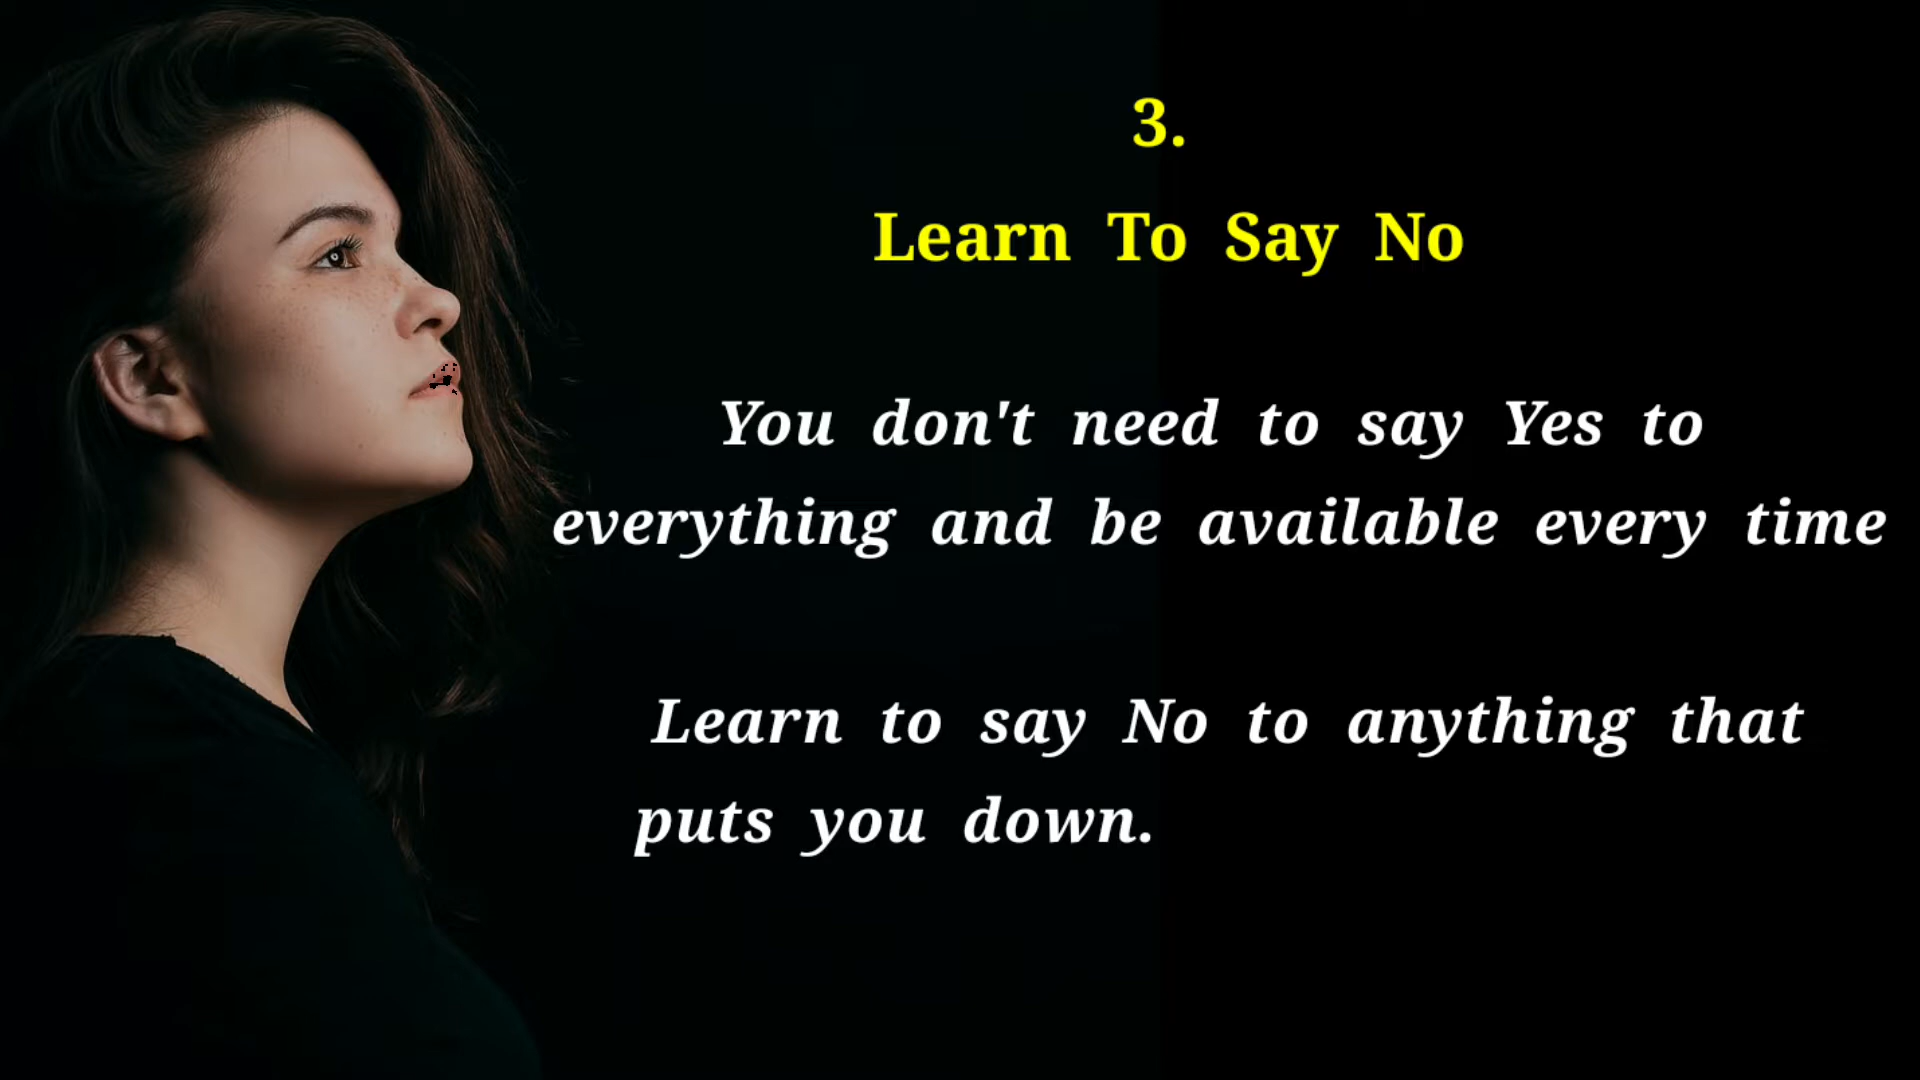 3.
Learn To Say No
You don't need to say Yes to
everything and be available every time
Learn to say No to anything that
puts you down.